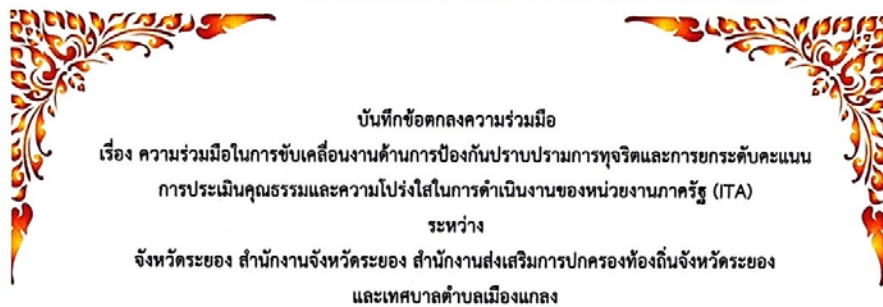 บันทึกข้อตกลงความร่วมมือ
เรื่อง ความร่วมมือในการขับเคลื่อนงานด้านการป้องกันปราบปรามการทุจริตและการยกระดับคะแนน
การประเมินคุณธรรมและความโปร่งใสในการดำเนินงานของหน่วยงานภาครัฐ (ITA)
ระหว่าง
จังหวัดระยอง สำนักงานจังหวัดระยอง สำนักงานส่งเสริมการปกครองท้องถิ่นจังหวัดระยอง
และเทศบาลตำบลเมืองแกลง